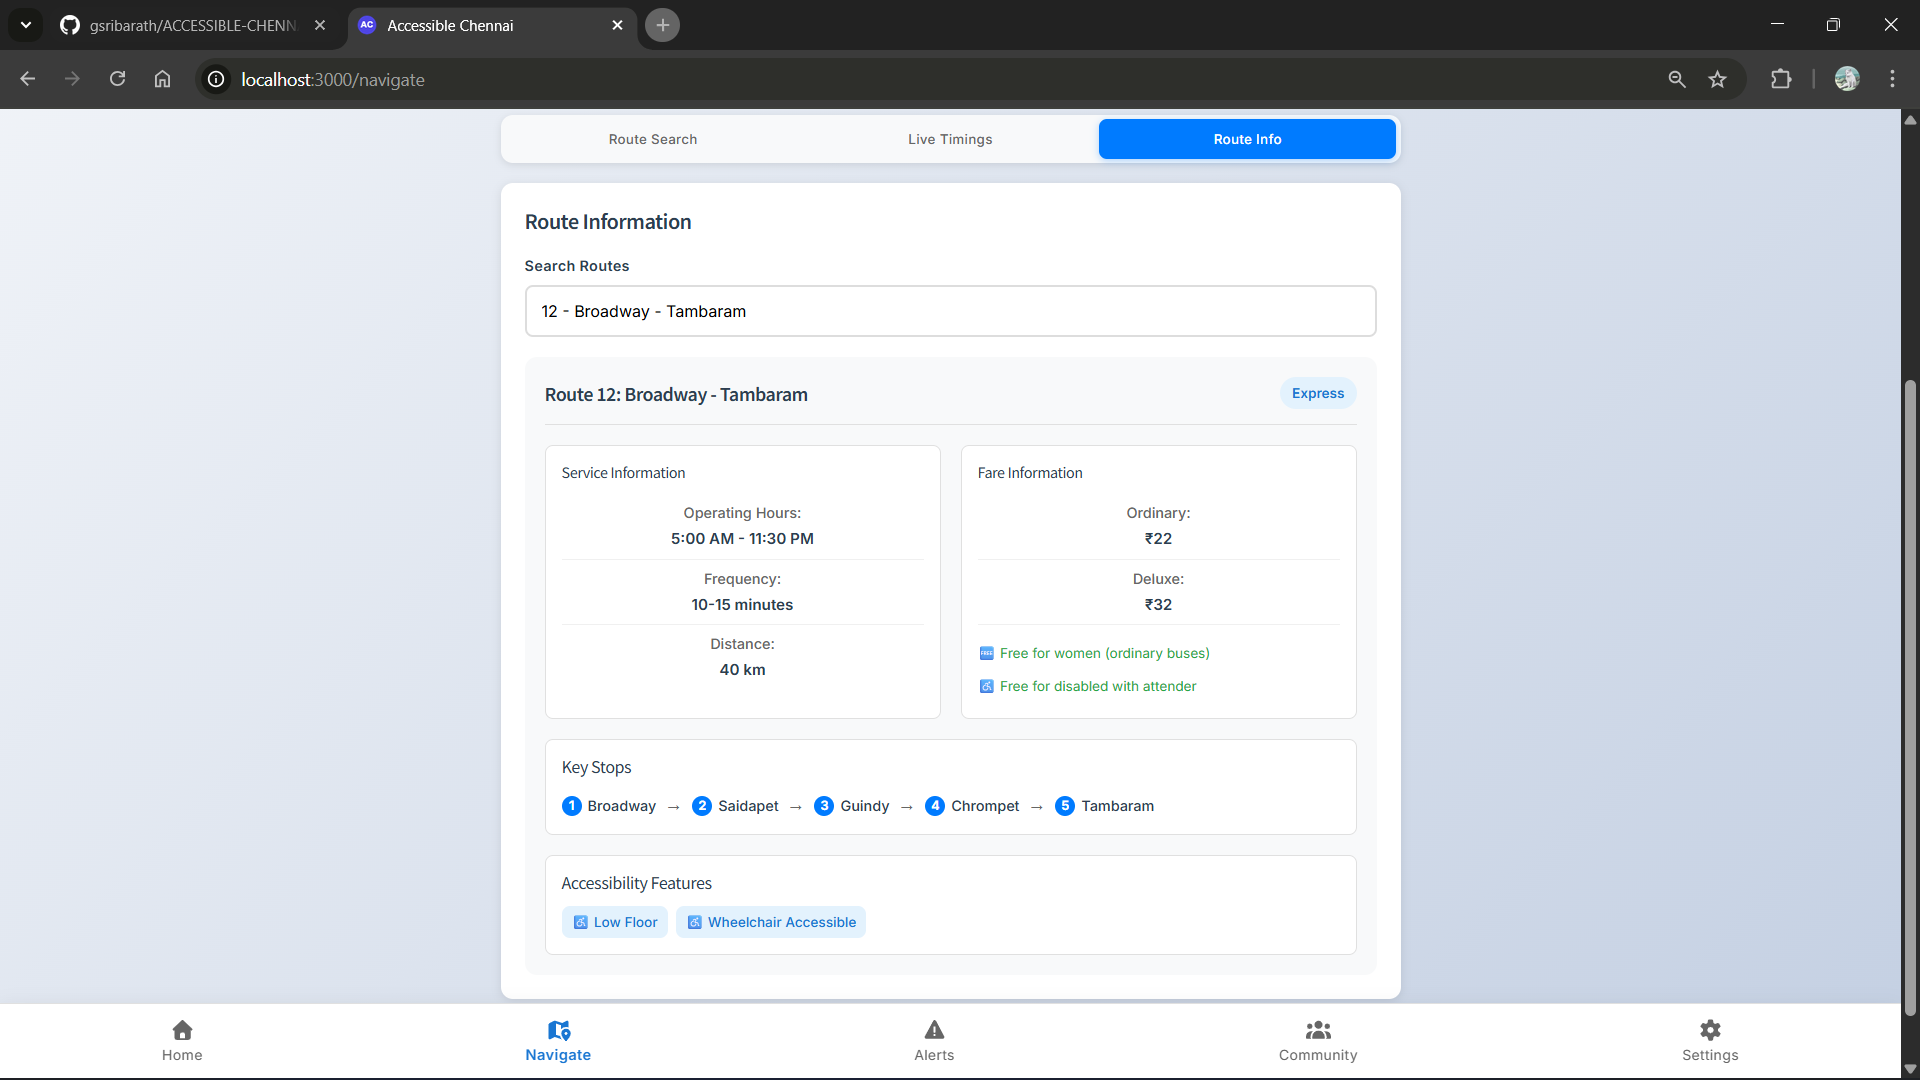 gsribarath/ACCESSIBLE-CHENN
AC Accessible Chennai
localhost:3000/navigate
Route Search Live Timings Route Info
Route Information
Search Routes
12 - Broadway - Tambaram
Route 12: Broadway - Tambaram Express
Service Information
Operating Hours:
5:00 AM - 11:30 PM
Frequency:
10-15 minutes
Distance:
40 km
Fare Information
Ordinary:
₹22
Deluxe:
₹32
FREE Free for women (ordinary buses)
Free for disabled with attender
Key Stops
1 Broadway → 2 Saidapet → 3 Guindy → 4 Chrompet → 5 Tambaram
Accessibility Features
Low Floor Wheelchair Accessible
Home Navigate Alerts Community Settings